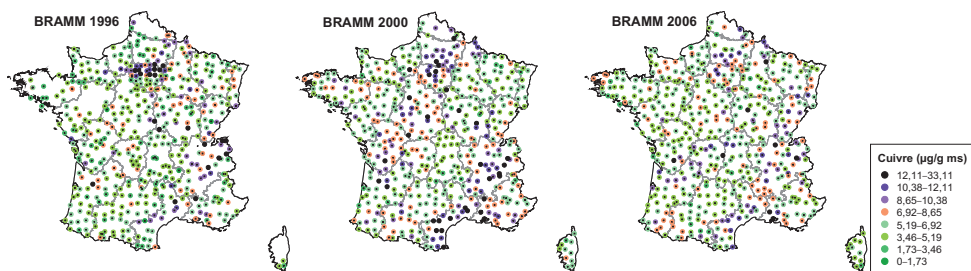 BRAMM 1996
BRAMM 2000
BRAMM 2006
Cuivre (µg/g ms)
12,11–33,11
10,38–12,11
8,65–10,38
6,92–8,65
5,19–6,92
3,46–5,19
1,73–3,46
0–1,73